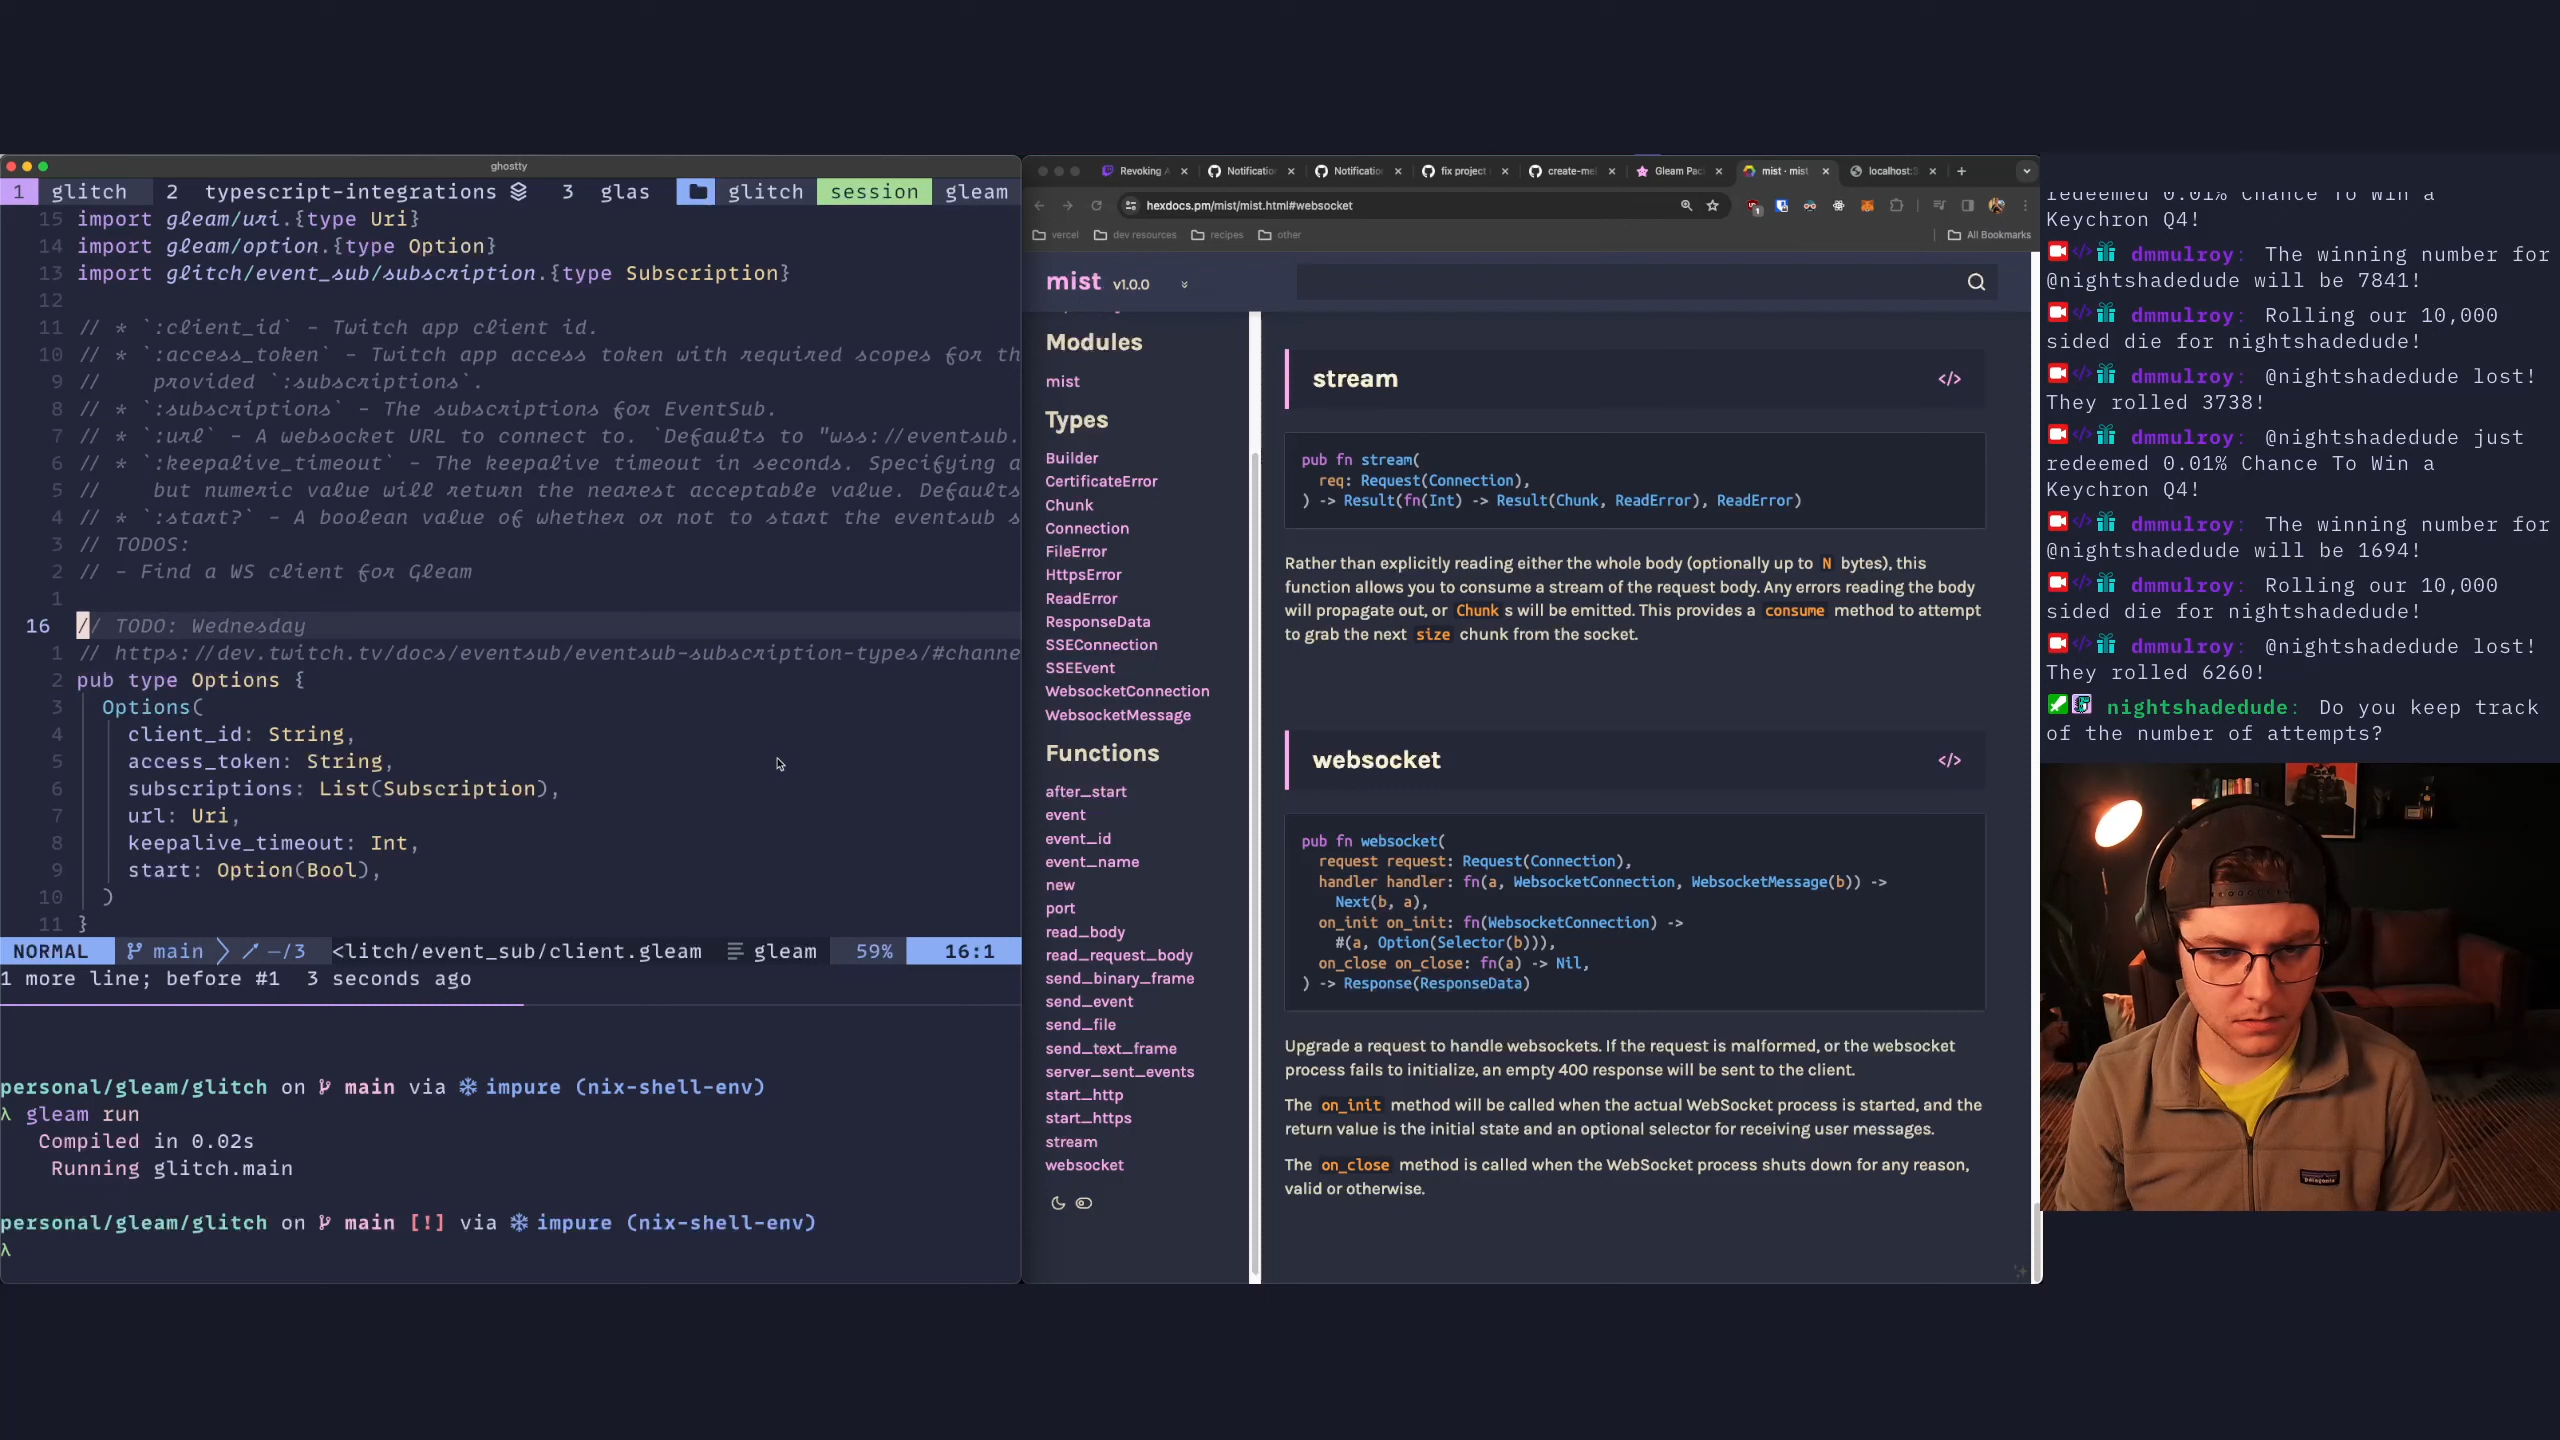 ghostty
1 glitch 2 typescript-integrations 3 glas glitch session gleam
15 import gleam/uri.{type Uri}
14 import gleam/option.{type Option}
13 import glitch/event_sub/subscription.{type Subscription}
12
11 // * `:client_id` - Twitch app client id.
10 // * `:access_token` - Twitch app access token with required scopes for th
9 //    provided `:subscriptions`.
8 // * `:subscriptions` - The subscriptions for EventSub.
7 // * `:url` - A websocket URL to connect to. `Defaults to "wss://eventsub.
6 // * `:keepalive_timeout` - The keepalive timeout in seconds. Specifying a
5 //    but numeric value will return the nearest acceptable value. Defaults
4 // * `:start?` - A boolean value of whether or not to start the eventsub s
3 // TODOS:
2 // - Find a WS client for Gleam
1
16 // TODO: Wednesday
1 // https://dev.twitch.tv/docs/eventsub/eventsub-subscription-types/#channe
2 pub type Options {
3   Options(
4     client_id: String,
5     access_token: String,
6     subscriptions: List(Subscription),
7     url: Uri,
8     keepalive_timeout: Int,
9     start: Option(Bool),
10   )
11 }
NORMAL main –/3 <litch/event_sub/client.gleam gleam 59% 16:1
1 more line; before #1  3 seconds ago
personal/gleam/glitch on main via impure (nix-shell-env)
λ gleam run
Compiled in 0.02s
Running glitch.main
personal/gleam/glitch on main [!] via impure (nix-shell-env)
λ
Revoking A Notification Notification fix project create-me Gleam Pac mist · mist localhost:3
hexdocs.pm/mist/mist.html#websocket
vercel dev resources recipes other All Bookmarks
mist v1.0.0
Modules
mist
Types
Builder
CertificateError
Chunk
Connection
FileError
HttpsError
ReadError
ResponseData
SSEConnection
SSEEvent
WebsocketConnection
WebsocketMessage
Functions
after_start
event
event_id
event_name
new
port
read_body
read_request_body
send_binary_frame
send_event
send_file
send_text_frame
server_sent_events
start_http
start_https
stream
websocket
stream
</>
pub fn stream(
  req: Request(Connection),
) -> Result(fn(Int) -> Result(Chunk, ReadError), ReadError)
Rather than explicitly reading either the whole body (optionally up to N bytes), this
function allows you to consume a stream of the request body. Any errors reading the body
will propagate out, or Chunk s will be emitted. This provides a consume method to attempt
to grab the next size chunk from the socket.
websocket
</>
pub fn websocket(
  request request: Request(Connection),
  handler handler: fn(a, WebsocketConnection, WebsocketMessage(b)) ->
    Next(b, a),
  on_init on_init: fn(WebsocketConnection) ->
    #(a, Option(Selector(b))),
  on_close on_close: fn(a) -> Nil,
) -> Response(ResponseData)
Upgrade a request to handle websockets. If the request is malformed, or the websocket
process fails to initialize, an empty 400 response will be sent to the client.
The on_init method will be called when the actual WebSocket process is started, and the
return value is the initial state and an optional selector for receiving user messages.
The on_close method is called when the WebSocket process shuts down for any reason,
valid or otherwise.
redeemed 0.01% Chance To Win a
Keychron Q4!
dmmulroy: The winning number for
@nightshadedude will be 7841!
dmmulroy: Rolling our 10,000
sided die for nightshadedude!
dmmulroy: @nightshadedude lost!
They rolled 3738!
dmmulroy: @nightshadedude just
redeemed 0.01% Chance To Win a
Keychron Q4!
dmmulroy: The winning number for
@nightshadedude will be 1694!
dmmulroy: Rolling our 10,000
sided die for nightshadedude!
dmmulroy: @nightshadedude lost!
They rolled 6260!
nightshadedude: Do you keep track
of the number of attempts?
patagonia